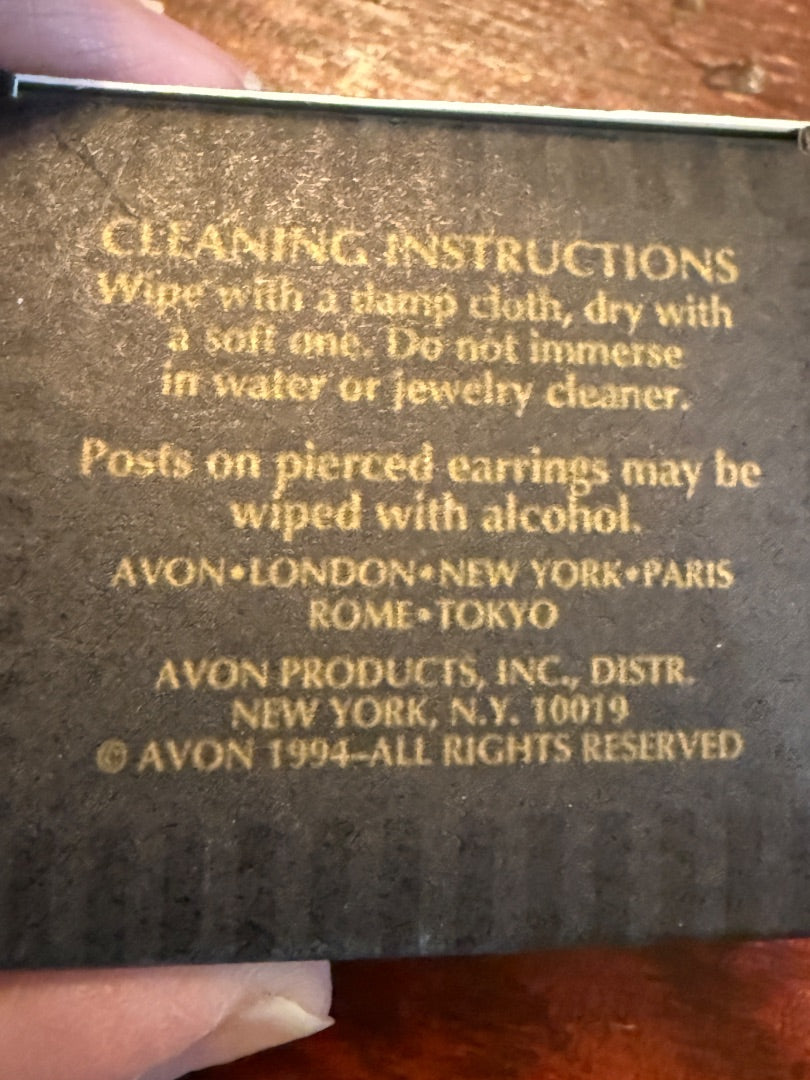 CLEANING INSTRUCTIONS
Wipe with a damp cloth, dry with
a soft one. Do not immerse
in water or jewelry cleaner.
Posts on pierced earrings may be
wiped with alcohol.
AVON•LONDON•NEW YORK•PARIS
ROME•TOKYO
AVON PRODUCTS, INC., DISTR.
NEW YORK, N.Y. 10019
© AVON 1994–ALL RIGHTS RESERVED